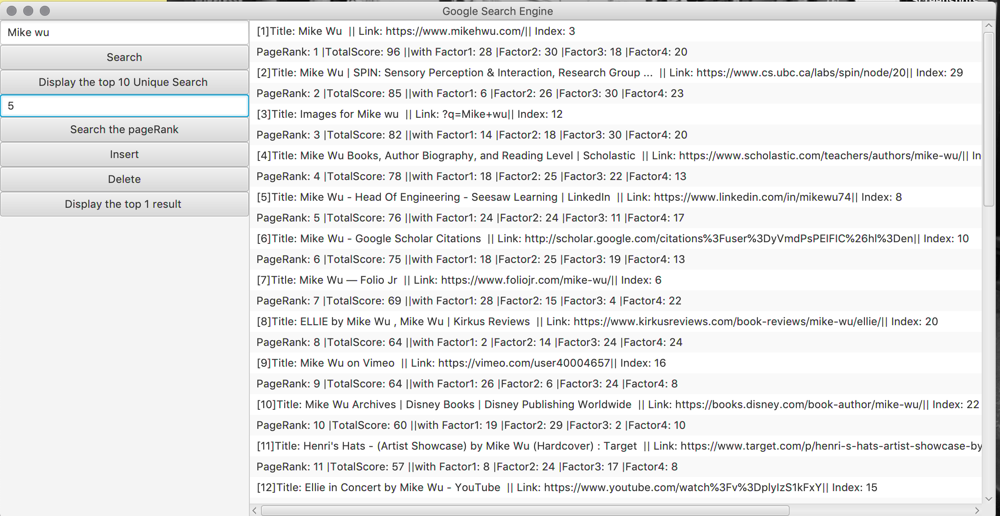 Google Search Engine
Mike wu
Search
Display the top 10 Unique Search
5
Search the pageRank
Insert
Delete
Display the top 1 result
[1]Title: Mike Wu  || Link: https://www.mikehwu.com/|| Index: 3
PageRank: 1 |TotalScore: 96 ||with Factor1: 28 |Factor2: 30 |Factor3: 18 |Factor4: 20
[2]Title: Mike Wu | SPIN: Sensory Perception & Interaction, Research Group ...  || Link: https://www.cs.ubc.ca/labs/spin/node/20|| Index: 29
PageRank: 2 |TotalScore: 85 ||with Factor1: 6 |Factor2: 26 |Factor3: 30 |Factor4: 23
[3]Title: Images for Mike wu  || Link: ?q=Mike+wu|| Index: 12
PageRank: 3 |TotalScore: 82 ||with Factor1: 14 |Factor2: 18 |Factor3: 30 |Factor4: 20
[4]Title: Mike Wu Books, Author Biography, and Reading Level | Scholastic  || Link: https://www.scholastic.com/teachers/authors/mike-wu/|| In
PageRank: 4 |TotalScore: 78 ||with Factor1: 18 |Factor2: 25 |Factor3: 22 |Factor4: 13
[5]Title: Mike Wu - Head Of Engineering - Seesaw Learning | LinkedIn  || Link: https://www.linkedin.com/in/mikewu74|| Index: 8
PageRank: 5 |TotalScore: 76 ||with Factor1: 24 |Factor2: 24 |Factor3: 11 |Factor4: 17
[6]Title: Mike Wu - Google Scholar Citations  || Link: http://scholar.google.com/citations%3Fuser%3DyVmdPsPEIFIC%26hl%3Den|| Index: 10
PageRank: 6 |TotalScore: 75 ||with Factor1: 18 |Factor2: 25 |Factor3: 19 |Factor4: 13
[7]Title: Mike Wu — Folio Jr  || Link: https://www.foliojr.com/mike-wu/|| Index: 6
PageRank: 7 |TotalScore: 69 ||with Factor1: 28 |Factor2: 15 |Factor3: 4 |Factor4: 22
[8]Title: ELLIE by Mike Wu , Mike Wu | Kirkus Reviews  || Link: https://www.kirkusreviews.com/book-reviews/mike-wu/ellie/|| Index: 20
PageRank: 8 |TotalScore: 64 ||with Factor1: 2 |Factor2: 14 |Factor3: 24 |Factor4: 24
[9]Title: Mike Wu on Vimeo  || Link: https://vimeo.com/user40004657|| Index: 16
PageRank: 9 |TotalScore: 64 ||with Factor1: 26 |Factor2: 6 |Factor3: 24 |Factor4: 8
[10]Title: Mike Wu Archives | Disney Books | Disney Publishing Worldwide  || Link: https://books.disney.com/book-author/mike-wu/|| Index: 22
PageRank: 10 |TotalScore: 60 ||with Factor1: 19 |Factor2: 29 |Factor3: 2 |Factor4: 10
[11]Title: Henri's Hats - (Artist Showcase) by Mike Wu (Hardcover) : Target  || Link: https://www.target.com/p/henri-s-hats-artist-showcase-by
PageRank: 11 |TotalScore: 57 ||with Factor1: 8 |Factor2: 24 |Factor3: 17 |Factor4: 8
[12]Title: Ellie in Concert by Mike Wu - YouTube  || Link: https://www.youtube.com/watch%3Fv%3DplyIzS1kFxY|| Index: 15